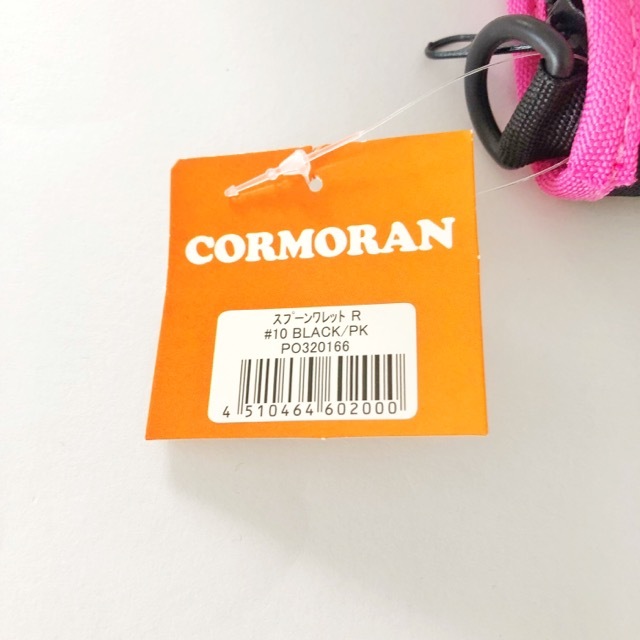 CORMORAN
ｽﾌﾟｰﾝﾜﾚｯﾄ R
#10 BLACK/PK
PO320166
4 510464 602000